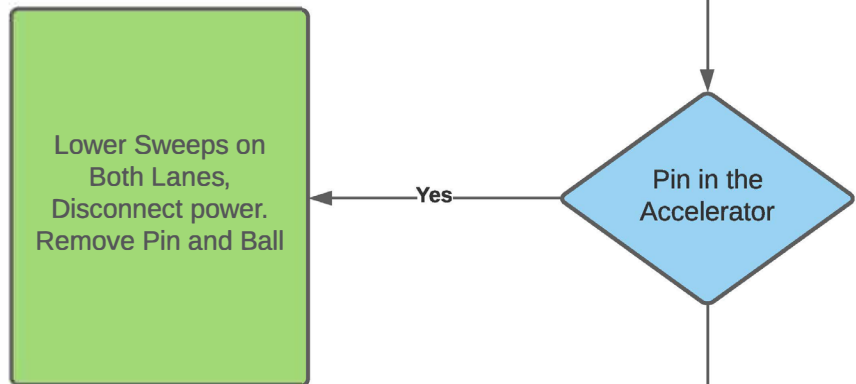 Lower Sweeps on
Both Lanes,
Disconnect power.
Remove Pin and Ball
Yes
Pin in the
Accelerator